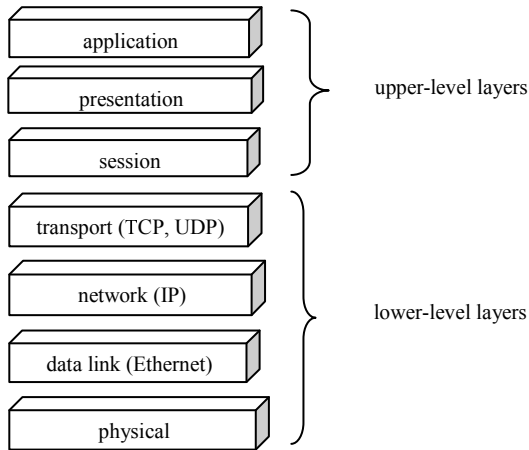 application
presentation
upper-level layers
session
transport (TCP, UDP)
network (IP)
lower-level layers
data link (Ethernet)
physical